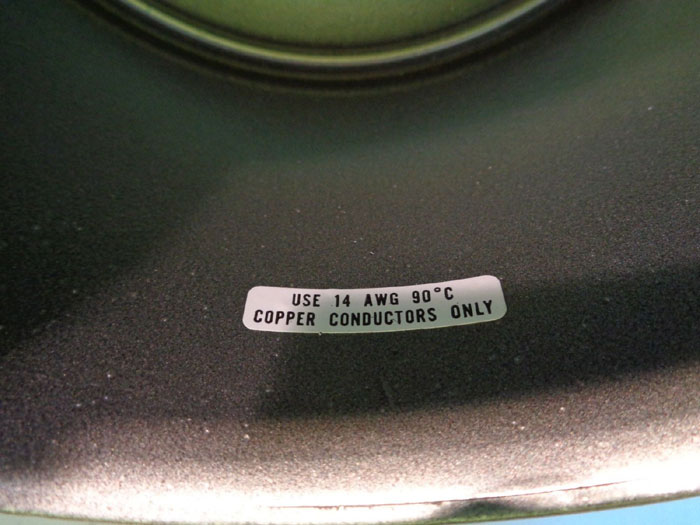 USE 14 AWG 90°C
COPPER CONDUCTORS ONLY